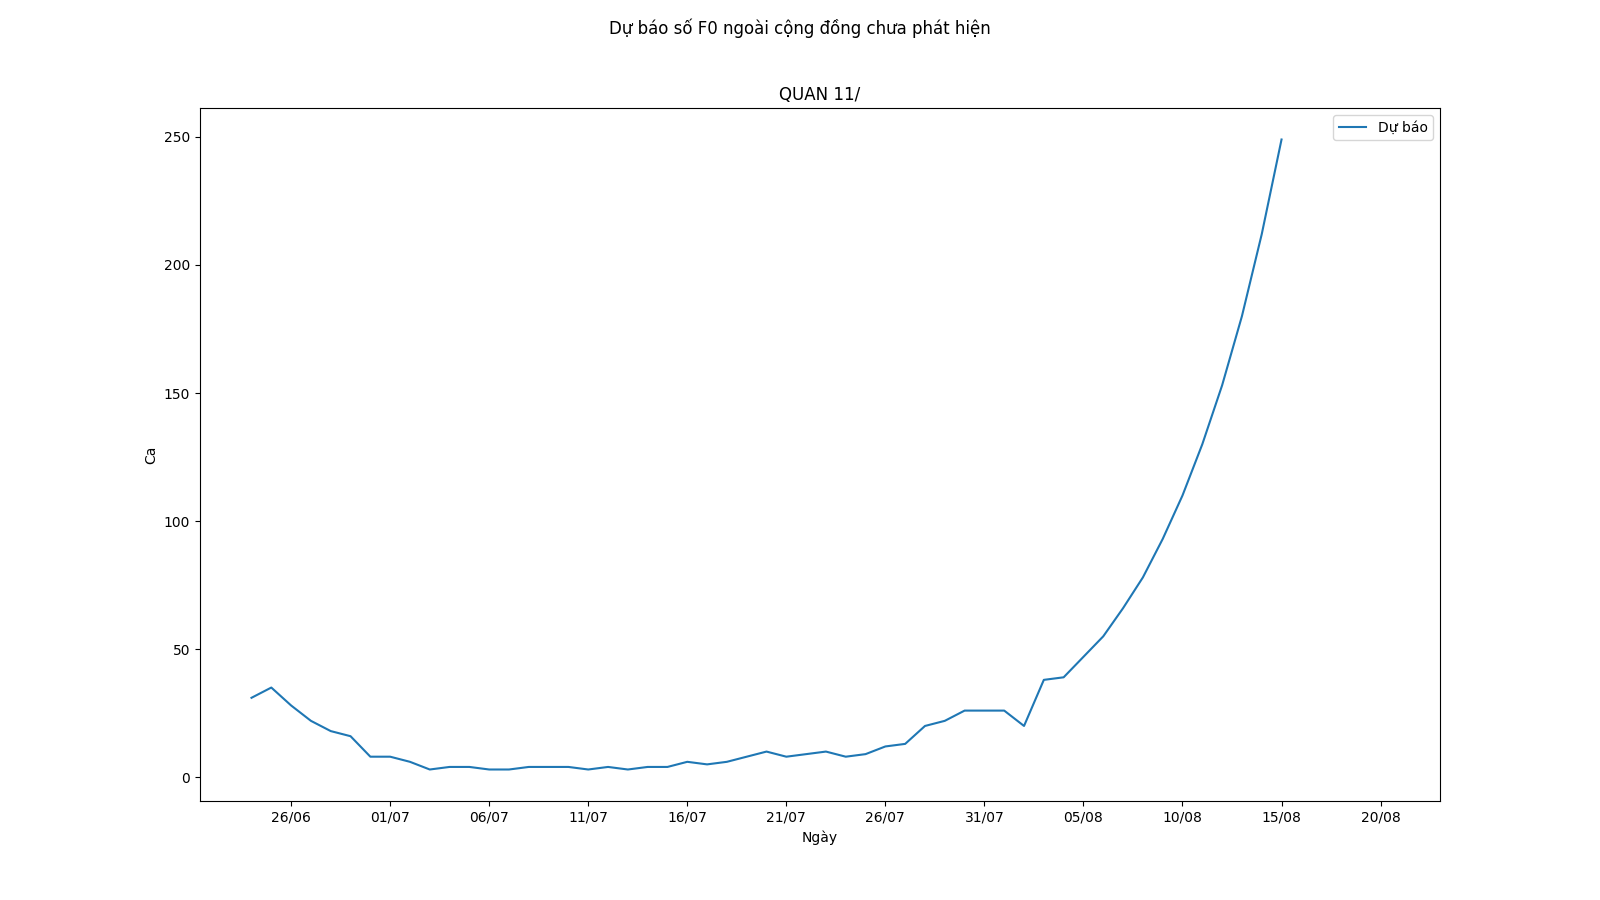 Dự báo số F0 ngoài cộng đồng chưa phát hiện
QUAN 11/
Dự báo
250
200
150
100
50
0
Ca
26/06 01/07 06/07 11/07 16/07 21/07 26/07 31/07 05/08 10/08 15/08 20/08
Ngày